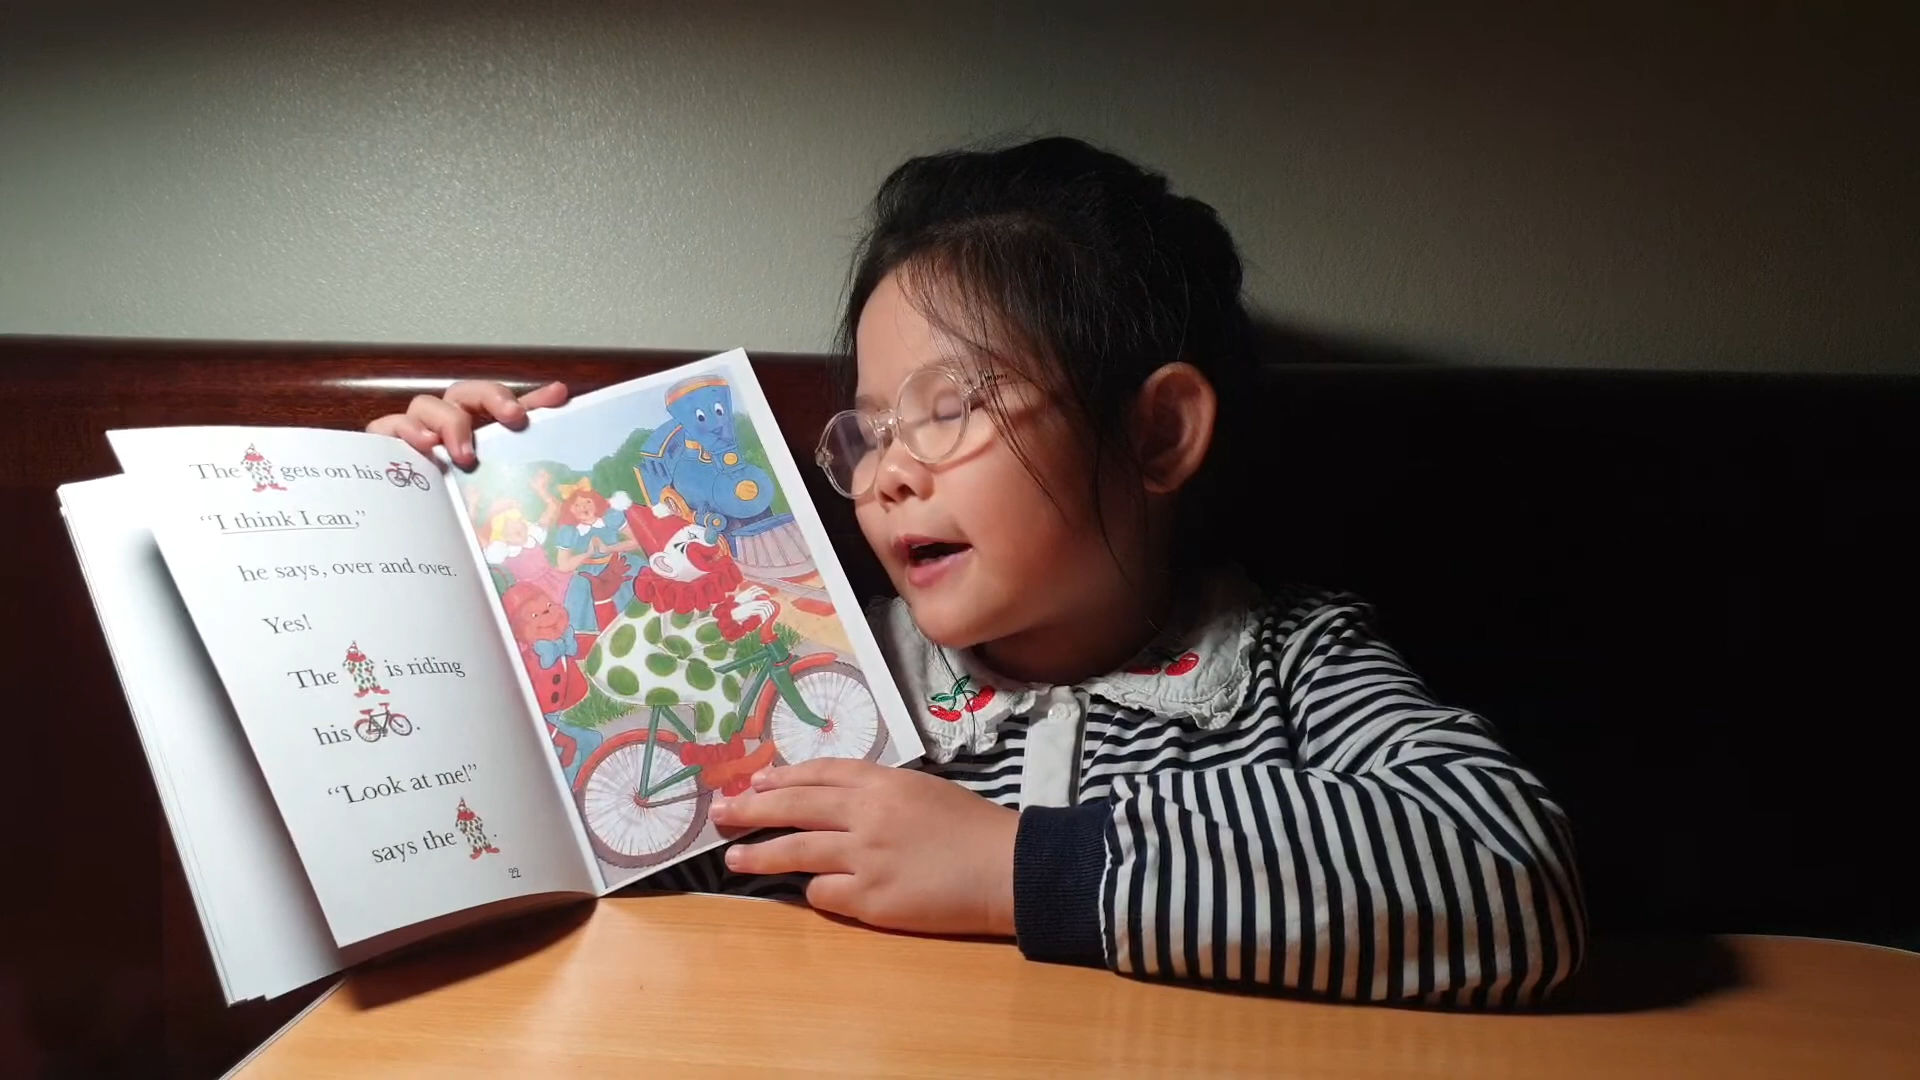 The gets on his
“I think I can,”
he says, over and over.
Yes!
The is riding
his .
“Look at me!”
says the .
22